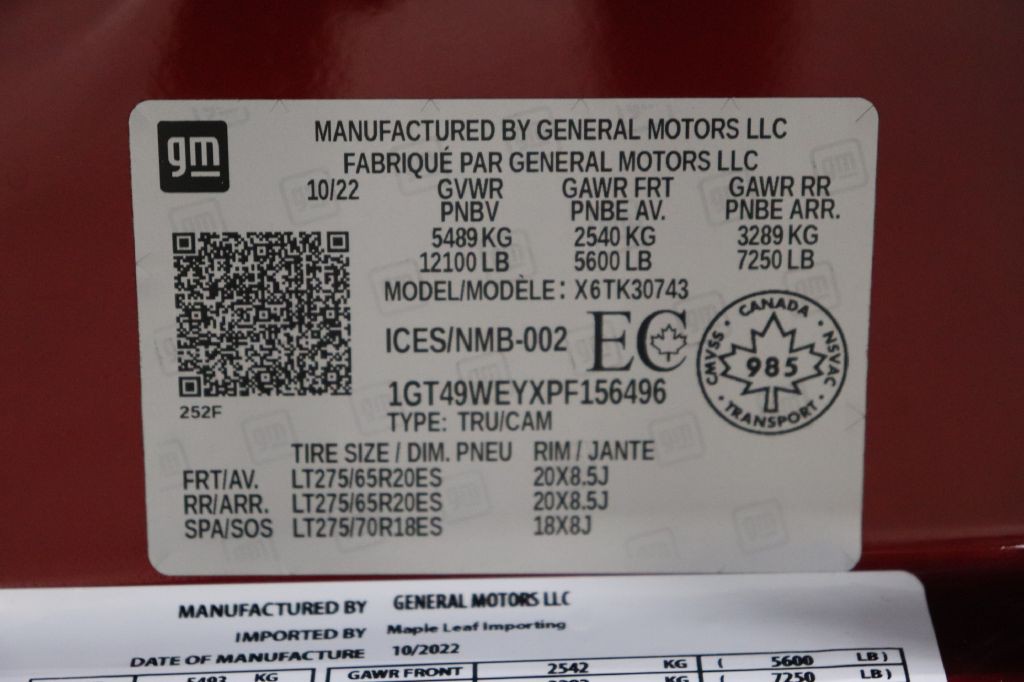 gm
MANUFACTURED BY GENERAL MOTORS LLC
FABRIQUÉ PAR GENERAL MOTORS LLC
10/22 GVWR GAWR FRT GAWR RR
PNBV PNBE AV. PNBE ARR.
5489 KG 2540 KG 3289 KG
12100 LB 5600 LB 7250 LB
MODEL/MODÈLE: X6TK30743
ICES/NMB-002 EC
CANADA
CMVSS 985 NSVAC
TRANSPORT
1GT49WEYXPF156496
252F
TYPE: TRU/CAM
TIRE SIZE / DIM. PNEU RIM / JANTE
FRT/AV. LT275/65R20ES 20X8.5J
RR/ARR. LT275/65R20ES 20X8.5J
SPA/SOS LT275/70R18ES 18X8J
MANUFACTURED BY GENERAL MOTORS LLC
IMPORTED BY Maple Leaf Importing
DATE OF MANUFACTURE 10/2022
KG GAWR FRONT 2542 KG ( 5600 LB )
KG ( 7250 LB )